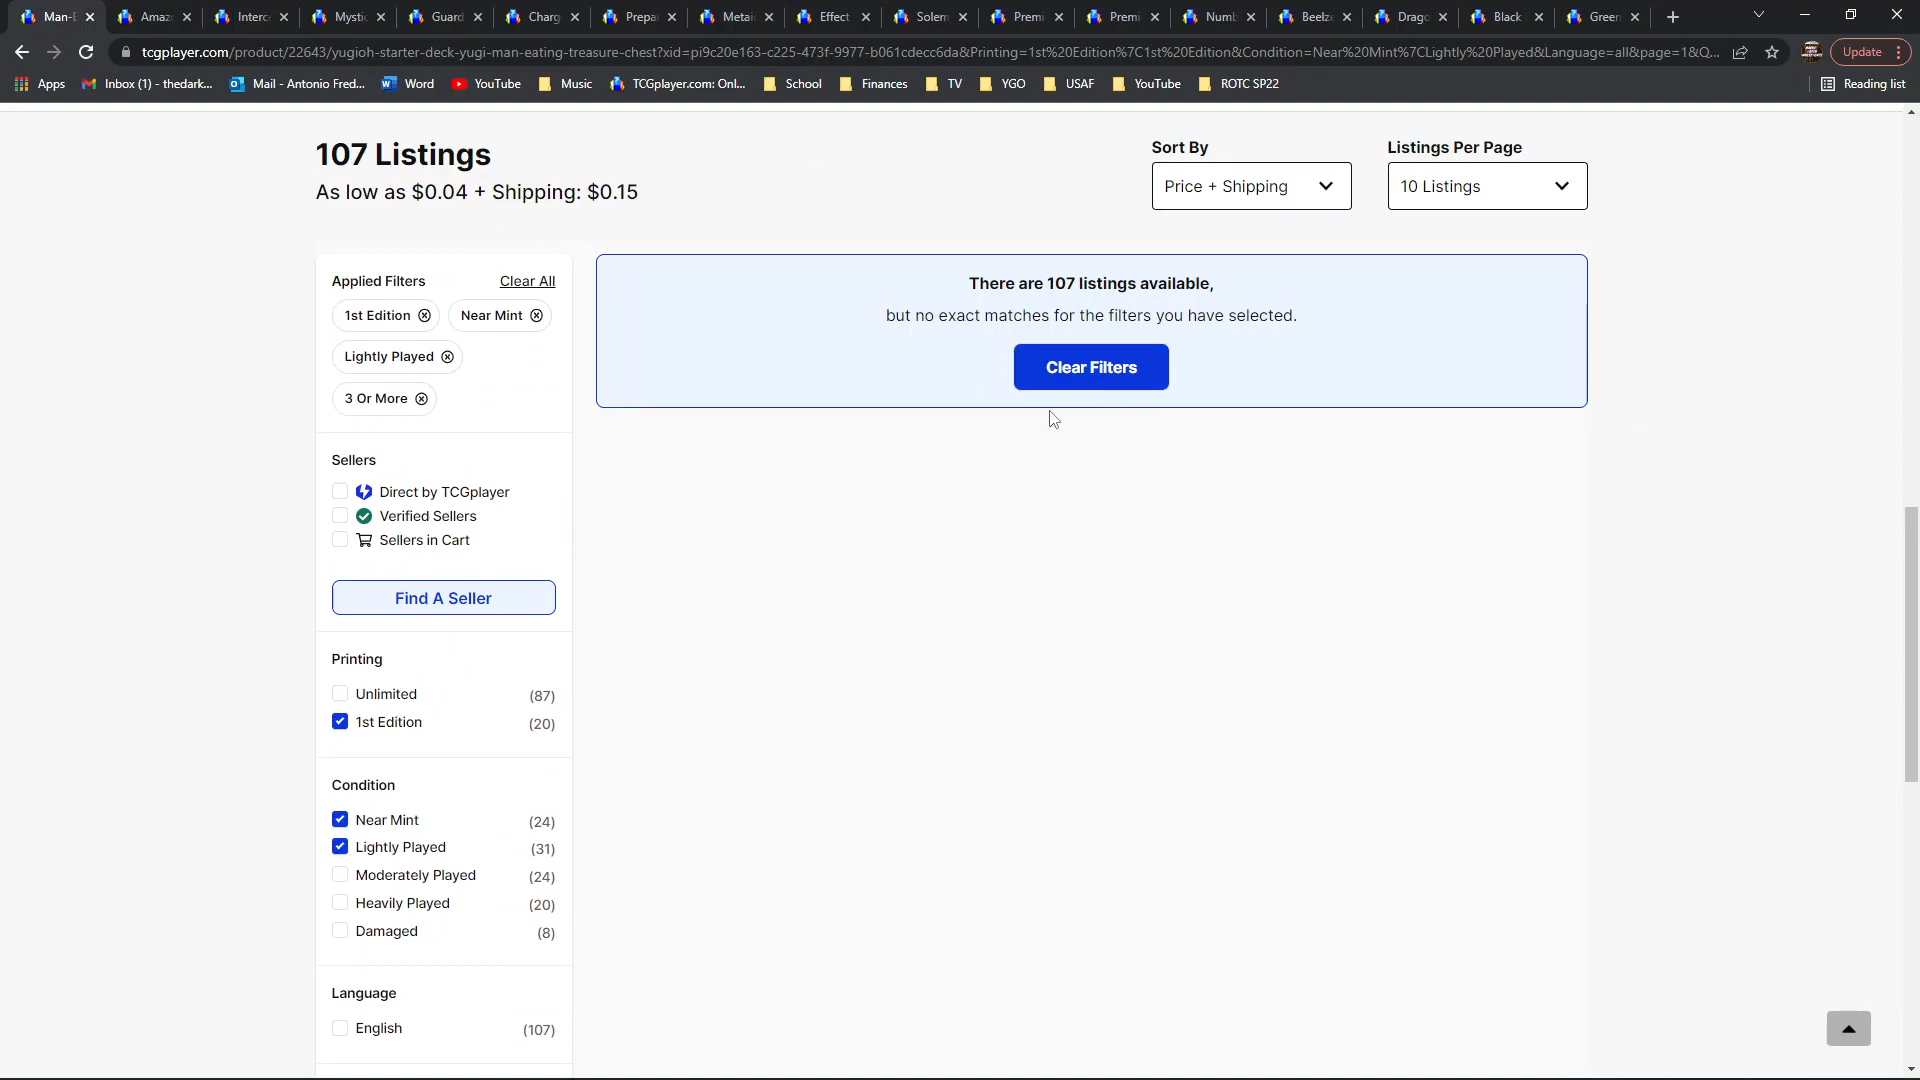 Man-E
Amaz
Interc
Mystic
Guard
Charg
Prepa
Metai
Effect
Solem
Premi
Premi
Numb
Beelze
Drago
Black
Green
tcgplayer.com/product/22643/yugioh-starter-deck-yugi-man-eating-treasure-chest?xid=pi9c20e163-c225-473f-9977-b061cdecc6da&Printing=1st%20Edition%7C1st%20Edition&Condition=Near%20Mint%7CLightly%20Played&Language=all&page=1&Q...
Update
Apps
Inbox (1) - thedark...
Mail - Antonio Fred...
Word
YouTube
Music
TCGplayer.com: Onl...
School
Finances
TV
YGO
USAF
YouTube
ROTC SP22
Reading list
107 Listings
As low as $0.04 + Shipping: $0.15
Sort By
Price + Shipping
Listings Per Page
10 Listings
Applied Filters
Clear All
1st Edition
Near Mint
Lightly Played
3 Or More
There are 107 listings available,
but no exact matches for the filters you have selected.
Clear Filters
Sellers
Direct by TCGplayer
Verified Sellers
Sellers in Cart
Find A Seller
Printing
Unlimited (87)
1st Edition (20)
Condition
Near Mint (24)
Lightly Played (31)
Moderately Played (24)
Heavily Played (20)
Damaged (8)
Language
English (107)